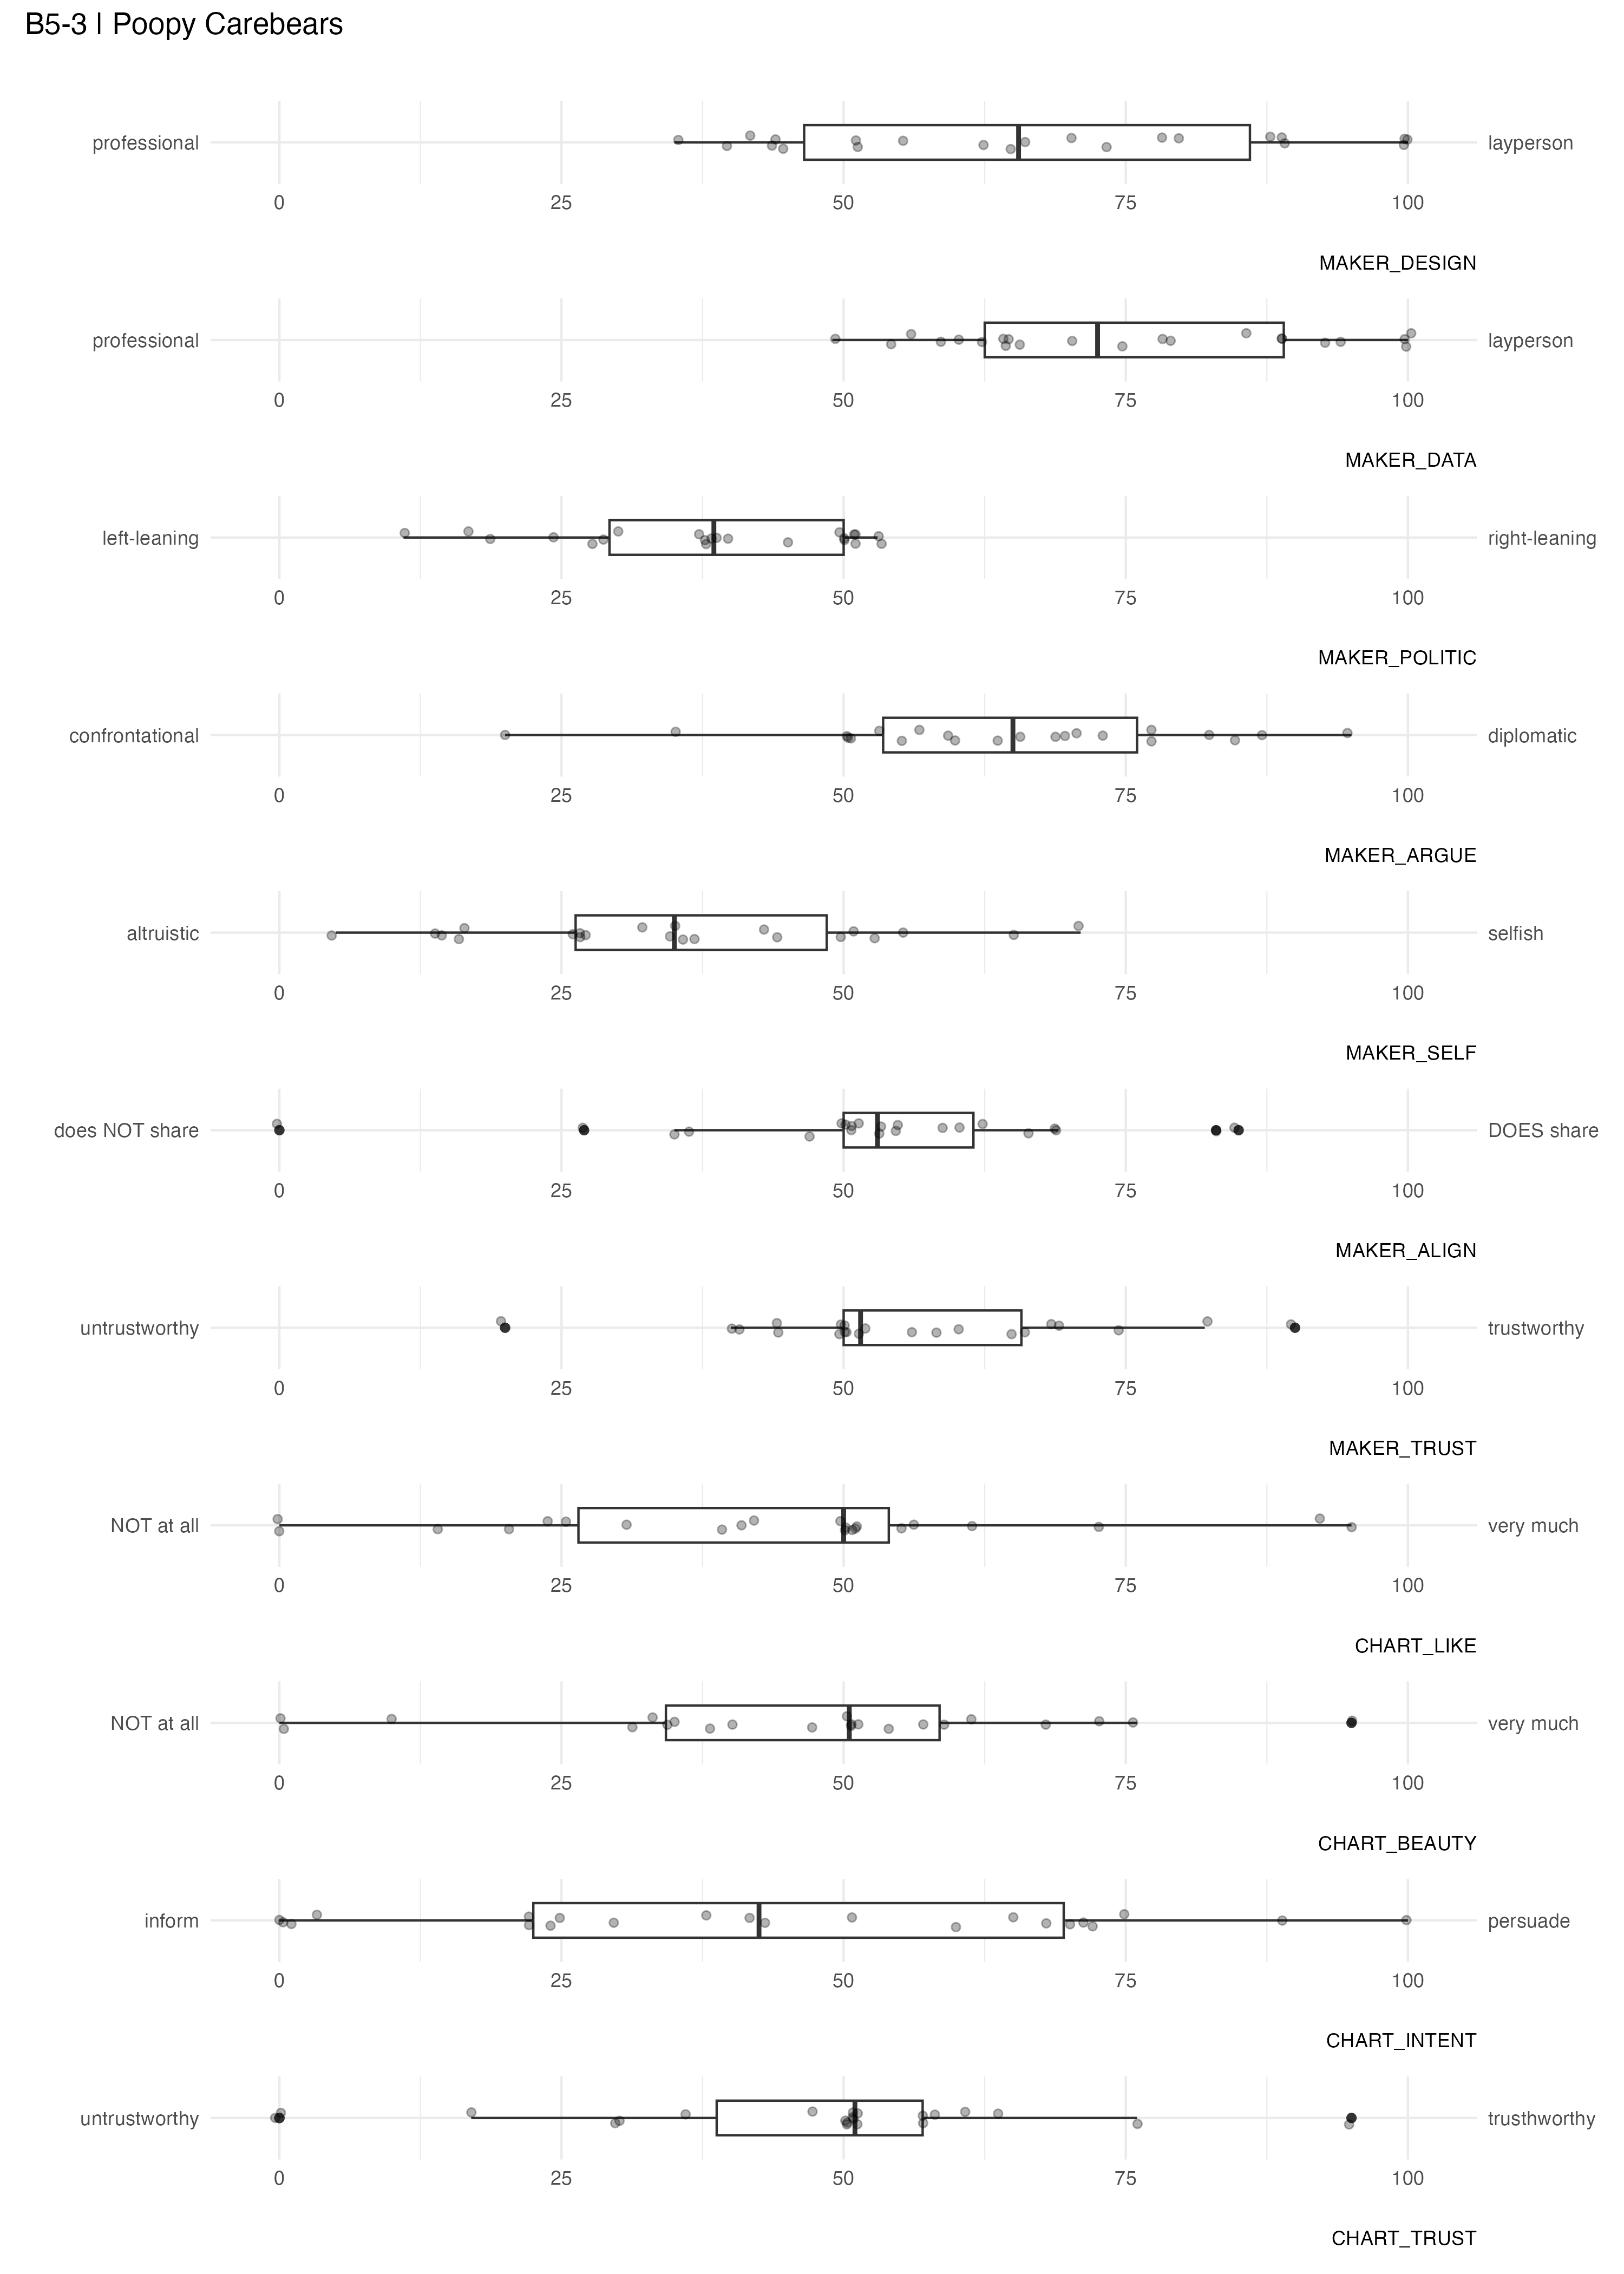 B5-3 | Poopy Carebears
professional layperson
0 25 50 75 100
MAKER_DESIGN
professional layperson
0 25 50 75 100
MAKER_DATA
left-leaning right-leaning
0 25 50 75 100
MAKER_POLITIC
confrontational diplomatic
0 25 50 75 100
MAKER_ARGUE
altruistic selfish
0 25 50 75 100
MAKER_SELF
does NOT share DOES share
0 25 50 75 100
MAKER_ALIGN
untrustworthy trustworthy
0 25 50 75 100
MAKER_TRUST
NOT at all very much
0 25 50 75 100
CHART_LIKE
NOT at all very much
0 25 50 75 100
CHART_BEAUTY
inform persuade
0 25 50 75 100
CHART_INTENT
untrustworthy trusthworthy
0 25 50 75 100
CHART_TRUST